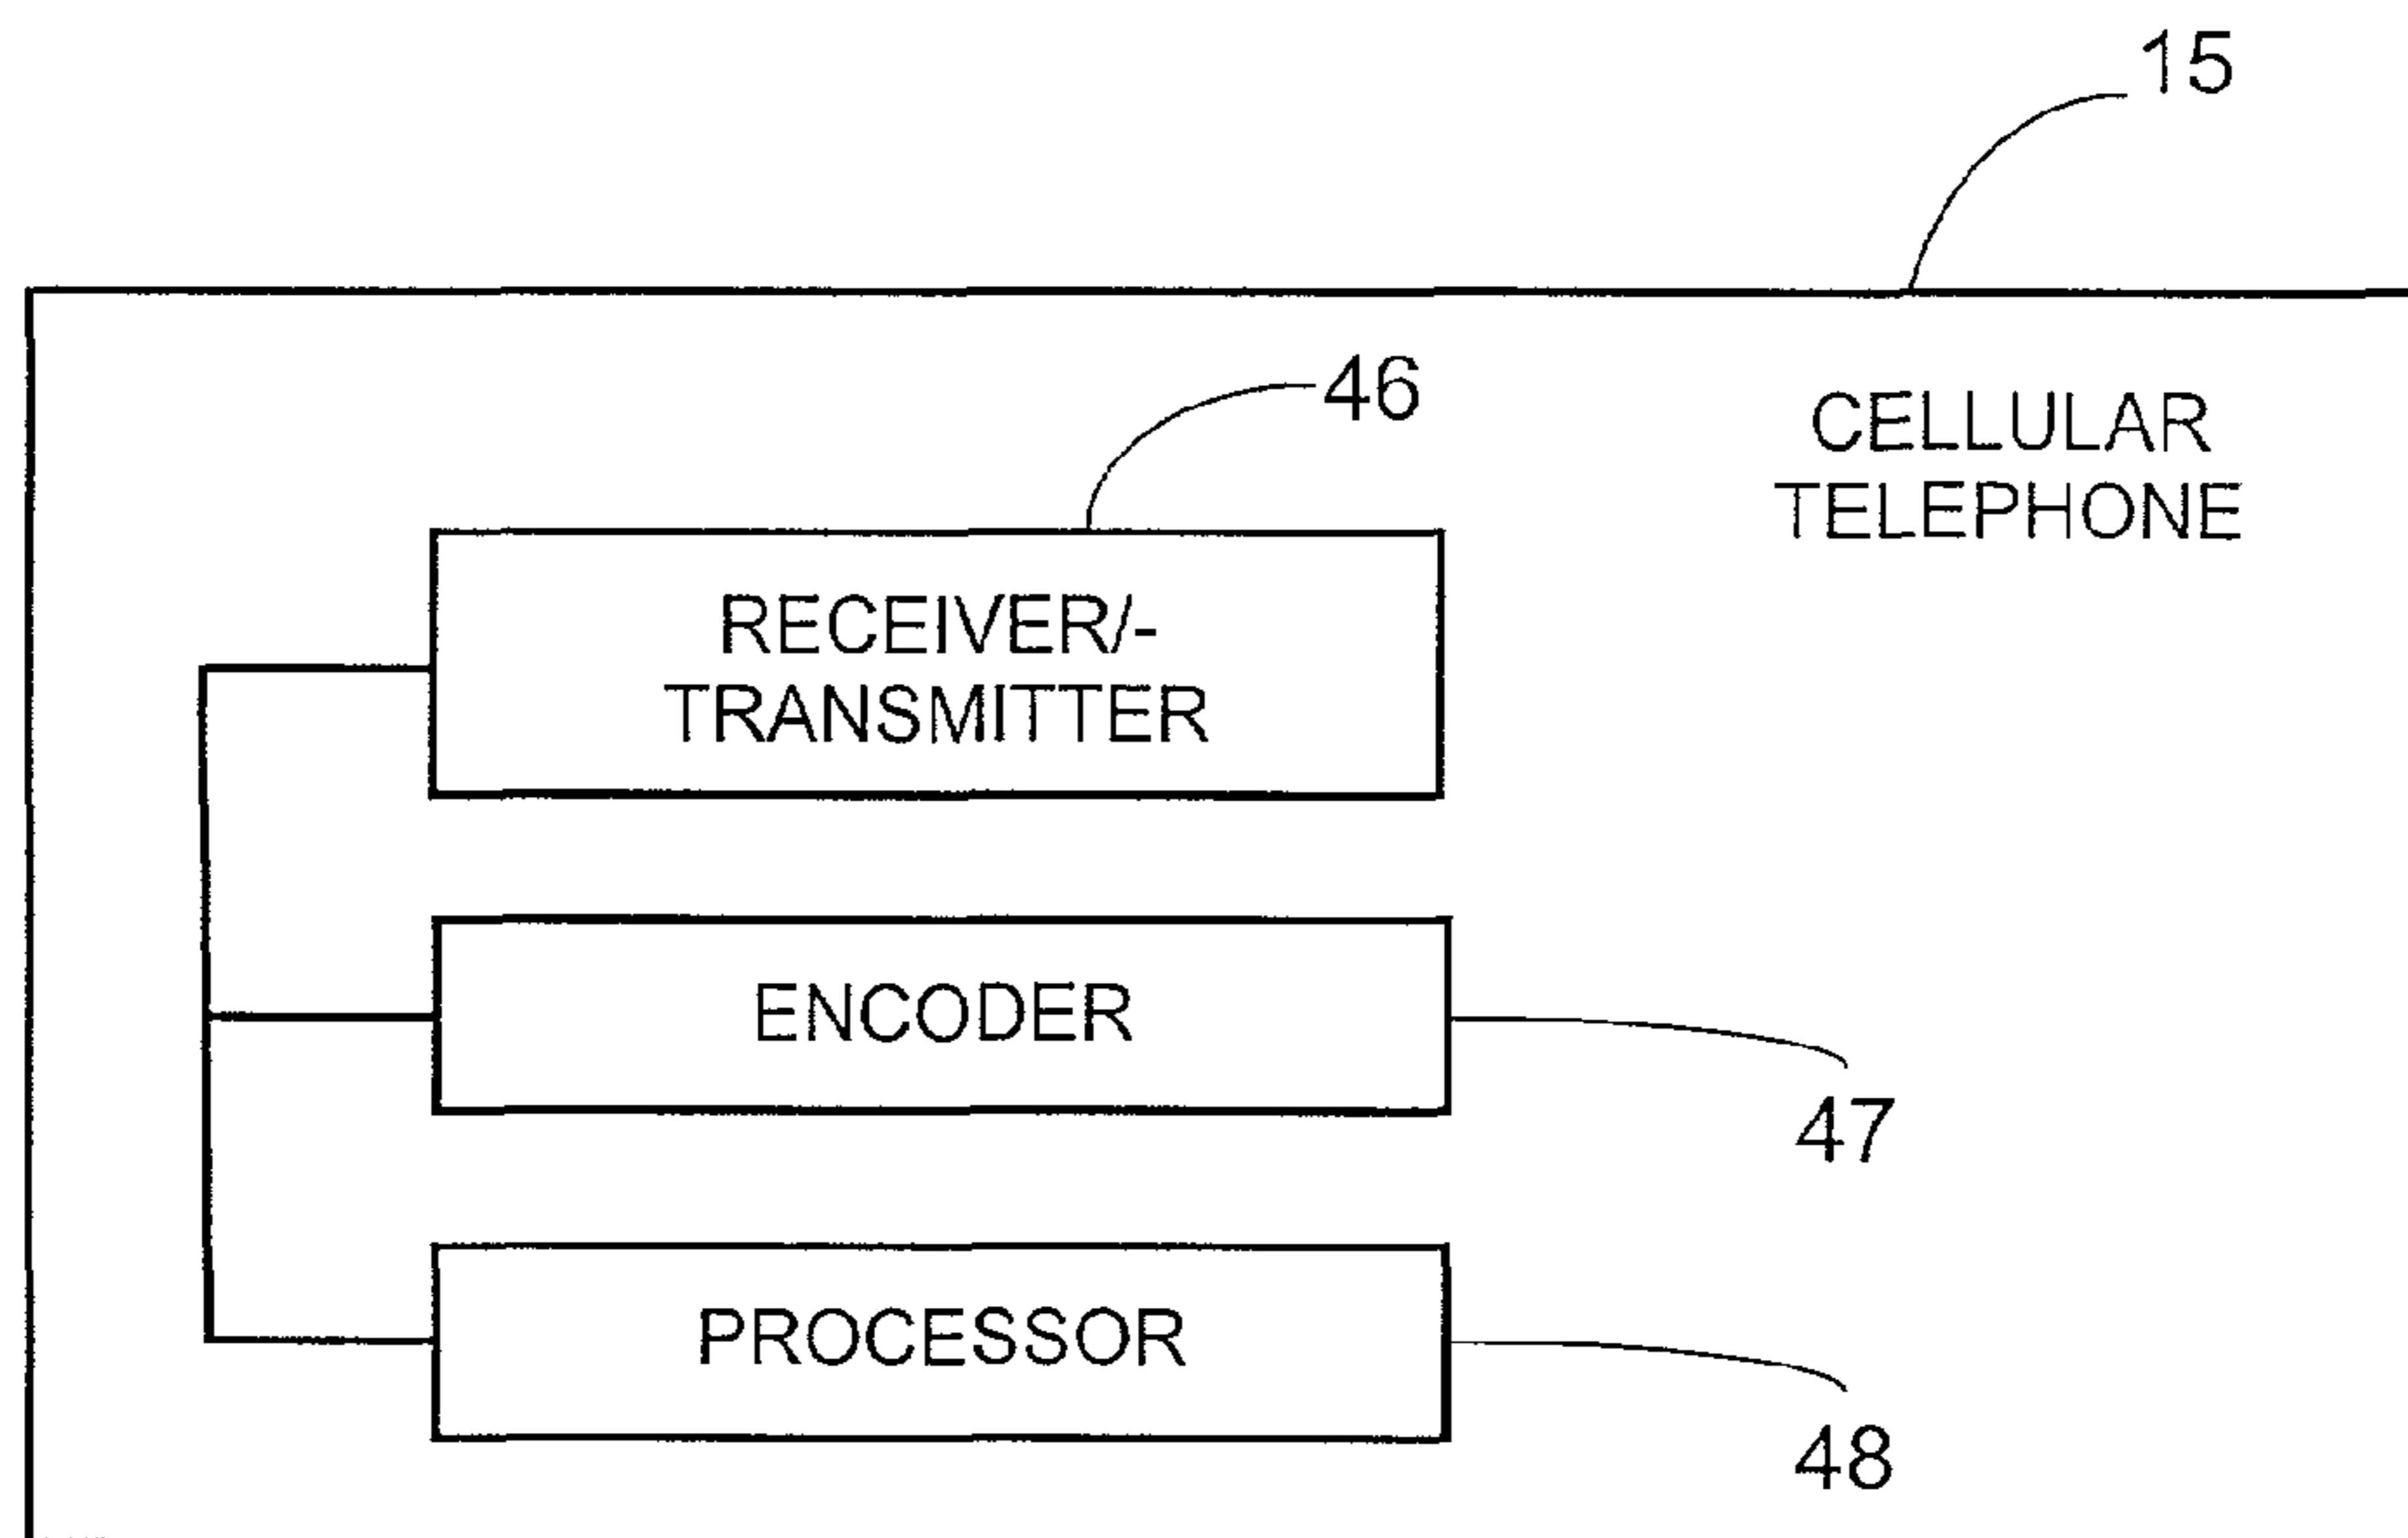 15
46
CELLULAR
TELEPHONE
RECEIVER/-
TRANSMITTER
ENCODER
47
PROCESSOR
48